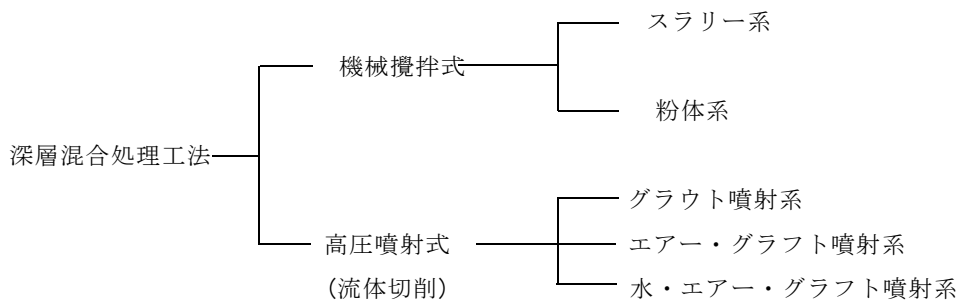 スラリー系
機械攪拌式
粉体系
深層混合処理工法
グラウト噴射系
高圧噴射式
エアー・グラフト噴射系
(流体切削)
水・エアー・グラフト噴射系